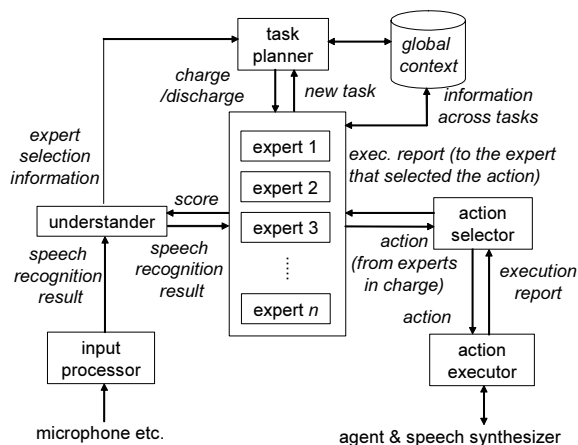 task
planner
global
context
charge
/discharge
new task
information
across tasks
expert
selection
information
expert 1
expert 2
expert 3
expert n
exec. report (to the expert
that selected the action)
score
understander
speech
recognition
result
speech
recognition
result
action
selector
action
(from experts
in charge)
execution
report
action
input
processor
action
executor
microphone etc.
agent & speech synthesizer